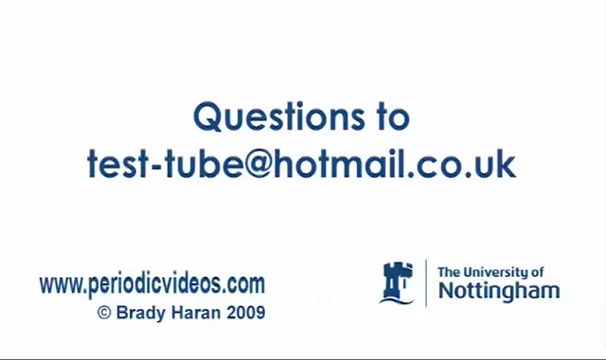 Questions to
test-tube@hotmail.co.uk
www.periodicvideos.com
© Brady Haran 2009
The University of
Nottingham